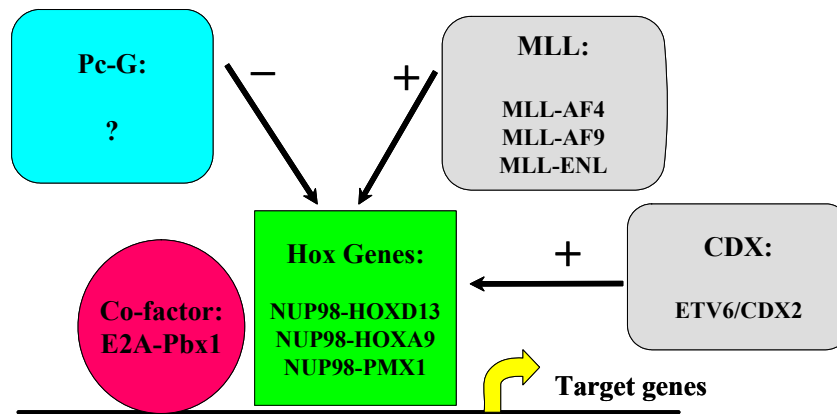 Pc-G:
?
−
+
MLL:
MLL-AF4
MLL-AF9
MLL-ENL
Hox Genes:
NUP98-HOXD13
NUP98-HOXA9
NUP98-PMX1
Co-factor:
E2A-Pbx1
+
CDX:
ETV6/CDX2
Target genes